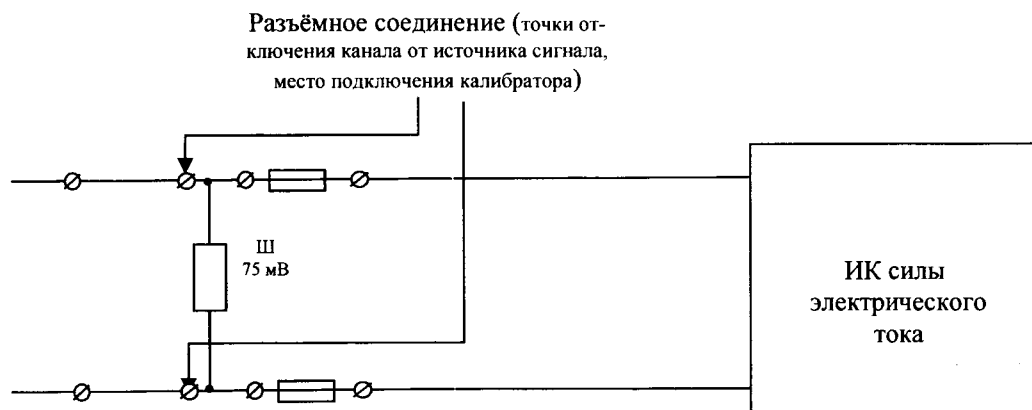 Разъёмное соединение (точки от-
ключения канала от источника сигнала,
место подключения калибратора)
Ш
75 мВ
ИК силы
электрического
тока